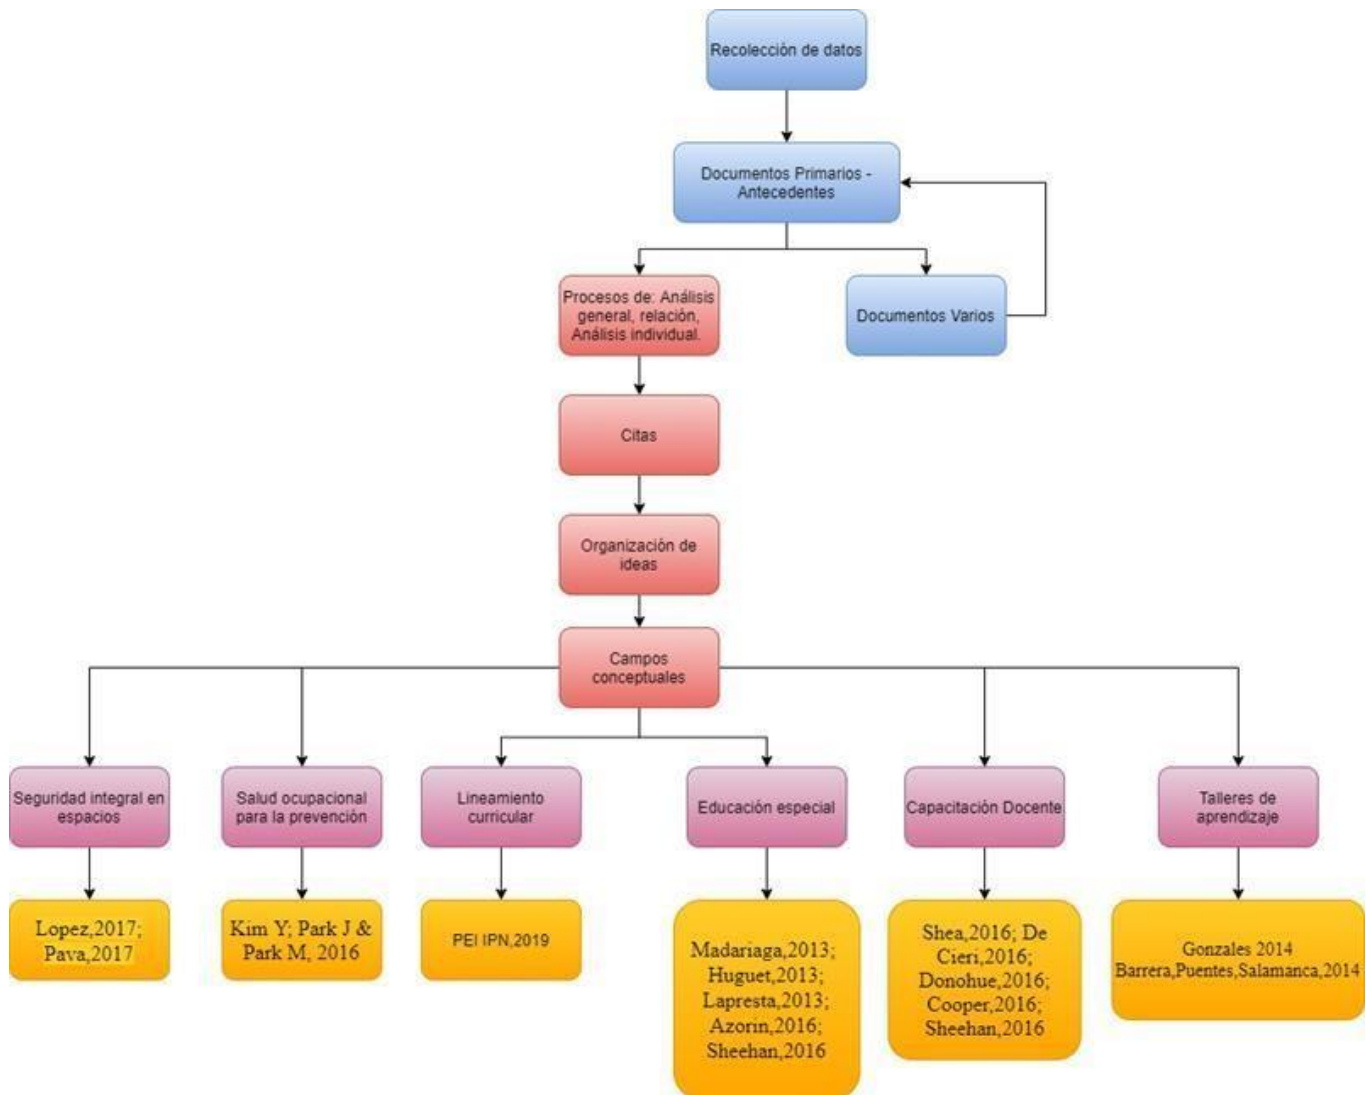 Recolección de datos
Documentos Primarios -
Antecedentes
Procesos de: Análisis
general, relación,
Análisis individual.
Documentos Varios
Citas
Organización de
ideas
Campos
conceptuales
Seguridad integral en
espacios
Salud ocupacional
para la prevención
Lineamiento
curricular
Educación especial
Capacitación Docente
Talleres de
aprendizaje
Lopez,2017;
Pava,2017
Kim Y; Park J &
Park M, 2016
PEI IPN,2019
Madariaga,2013;
Huguet,2013;
Lapresta,2013;
Azorín,2016;
Sheehan,2016
Shea,2016; De
Cieri,2016;
Donohue,2016;
Cooper,2016;
Sheehan,2016
Gonzales 2014
Barrera,Puentes,Salamanca,2014